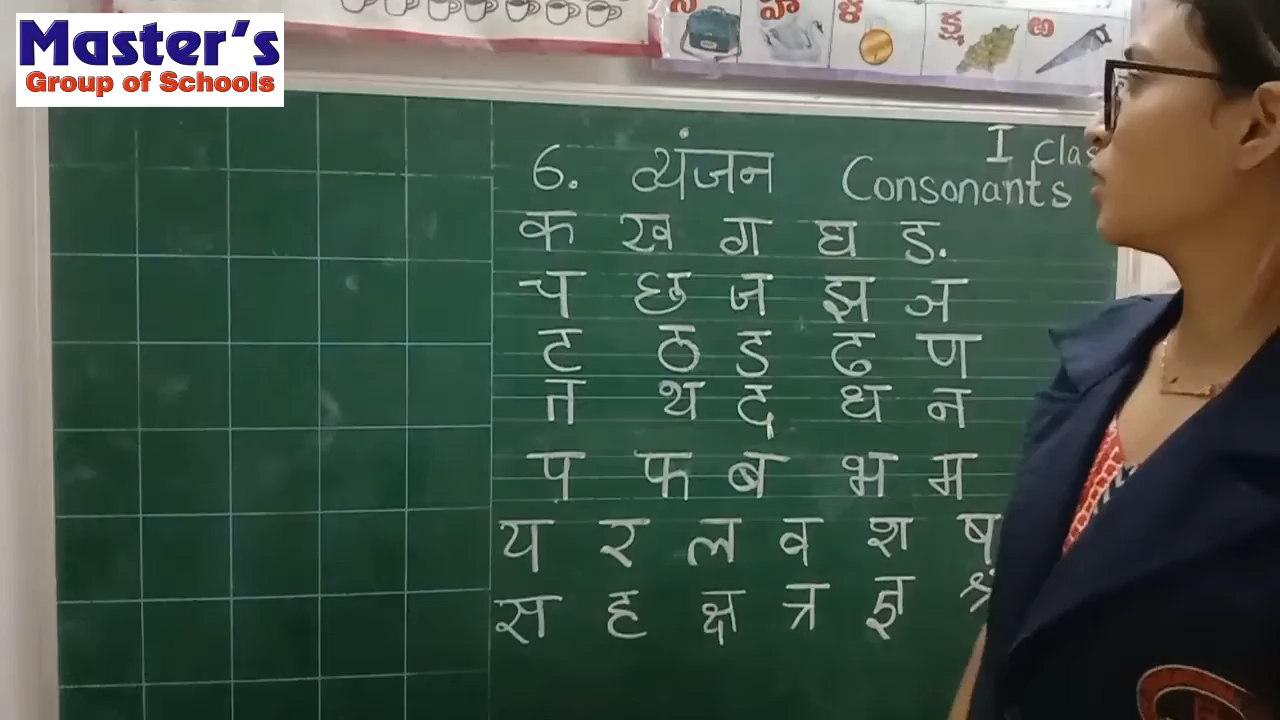 Master's
Group of Schools
स ह ळ క్ష ఱ
I Clas
6. व्यंजन Consonants
क ख ग घ ङ
च छ ज झ ञ
ट ठ ड ढ ण
त थ द ध न
प फ ब भ म
य र ल व श ष
स ह क्ष त्र ज्ञ श्र